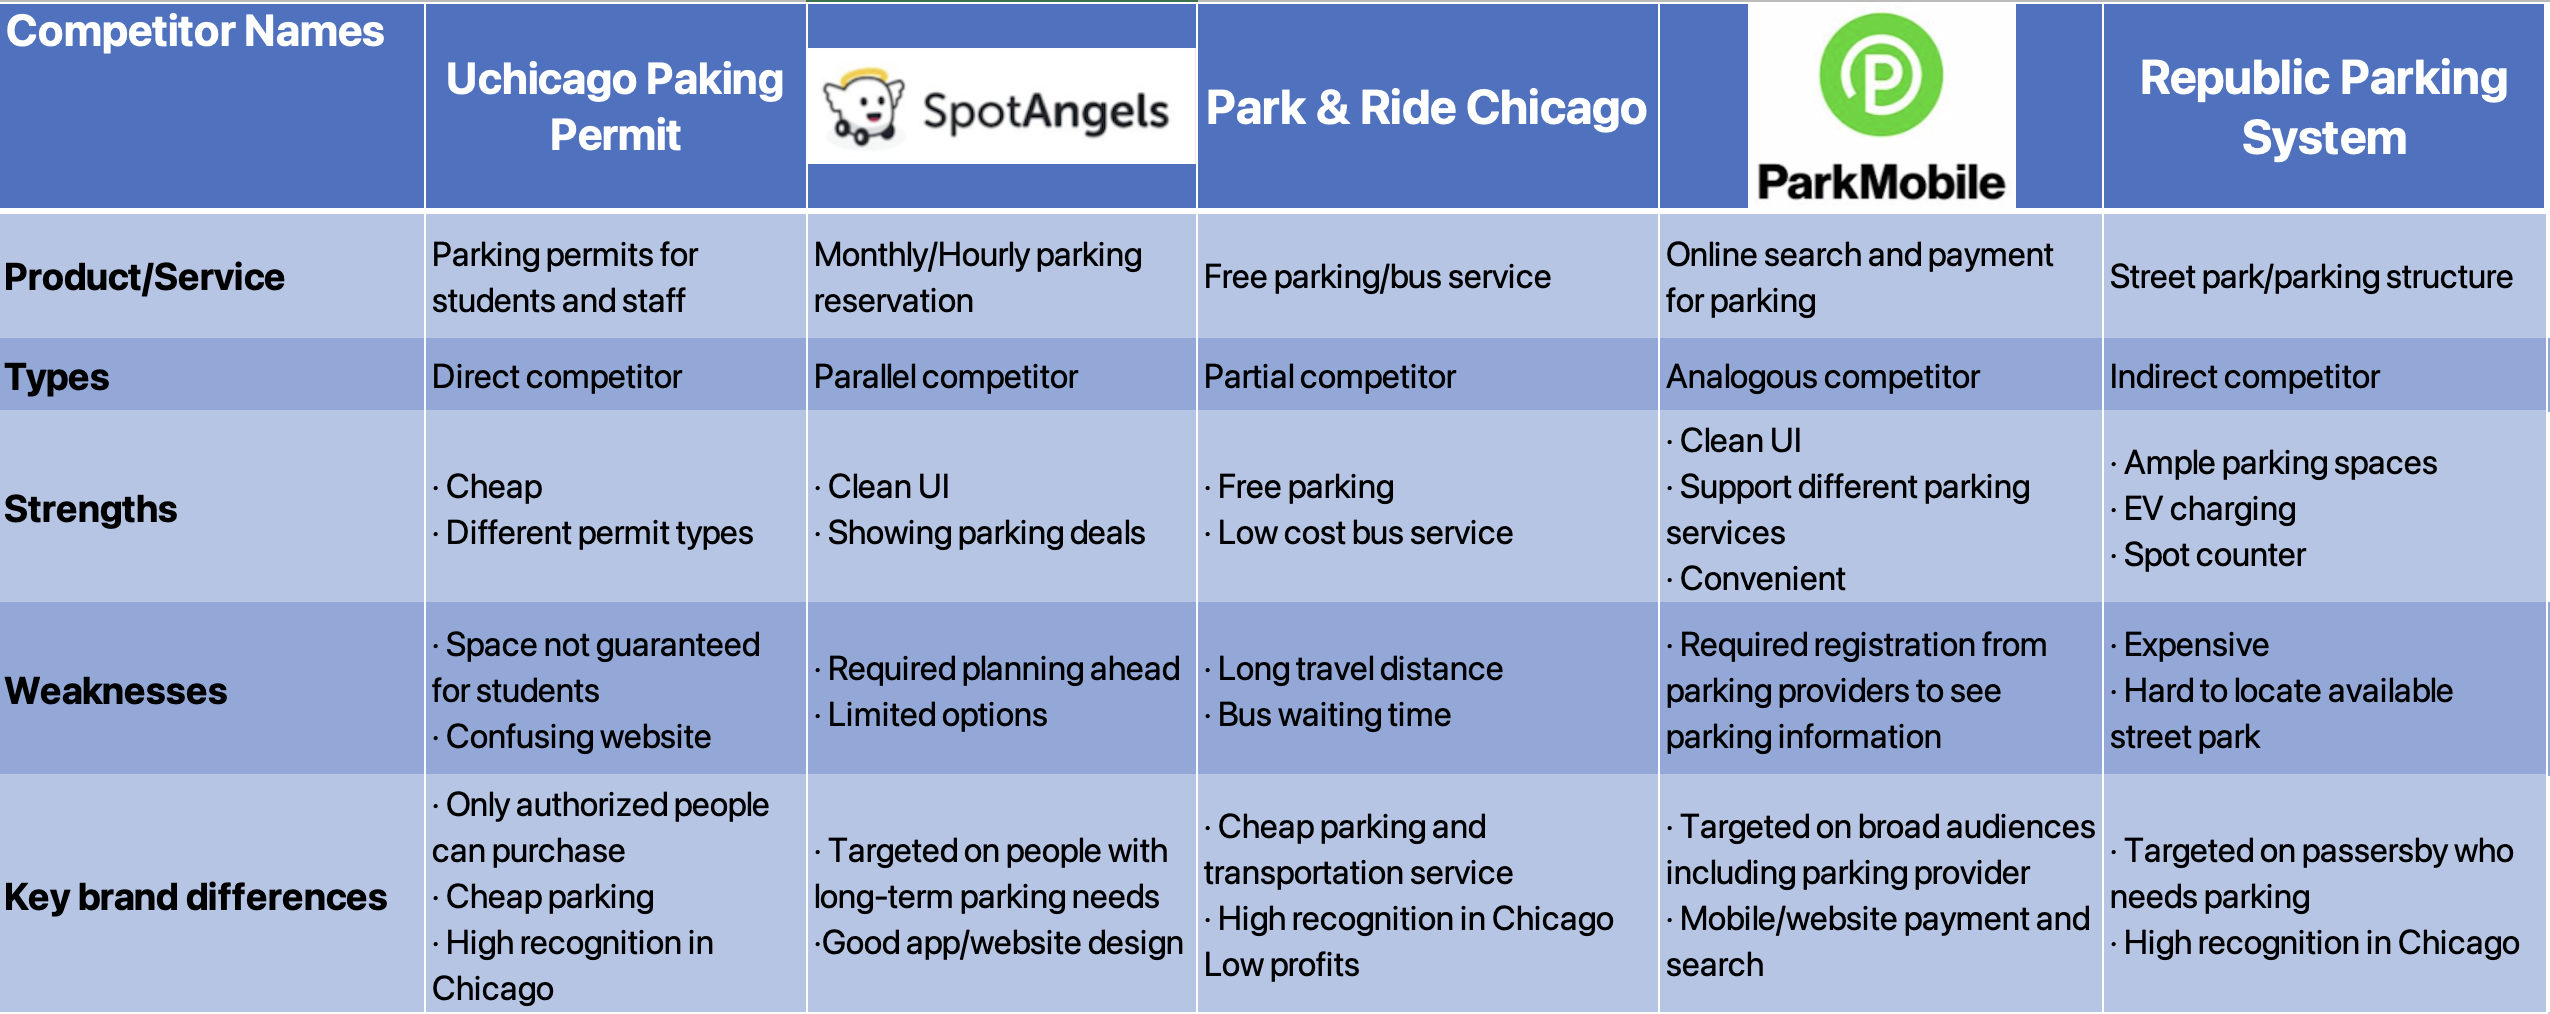 Competitor Names
Uchicago Paking
Permit
SpotAngels
Park & Ride Chicago
P
ParkMobile
Republic Parking
System
Product/Service
Parking permits for
students and staff
Monthly/Hourly parking
reservation
Free parking/bus service
Online search and payment
for parking
Street park/parking structure
Types
Direct competitor
Parallel competitor
Partial competitor
Analogous competitor
Indirect competitor
Strengths
· Cheap
· Different permit types
· Clean UI
· Showing parking deals
· Free parking
· Low cost bus service
· Clean UI
· Support different parking
services
· Convenient
· Ample parking spaces
· EV charging
· Spot counter
Weaknesses
· Space not guaranteed
for students
· Confusing website
· Required planning ahead
· Limited options
· Long travel distance
· Bus waiting time
· Required registration from
parking providers to see
parking information
· Expensive
· Hard to locate available
street park
Key brand differences
· Only authorized people
can purchase
· Cheap parking
· High recognition in
Chicago
· Targeted on people with
long-term parking needs
·Good app/website design
· Cheap parking and
transportation service
· High recognition in Chicago
Low profits
· Targeted on broad audiences
including parking provider
· Mobile/website payment and
search
· Targeted on passersby who
needs parking
· High recognition in Chicago